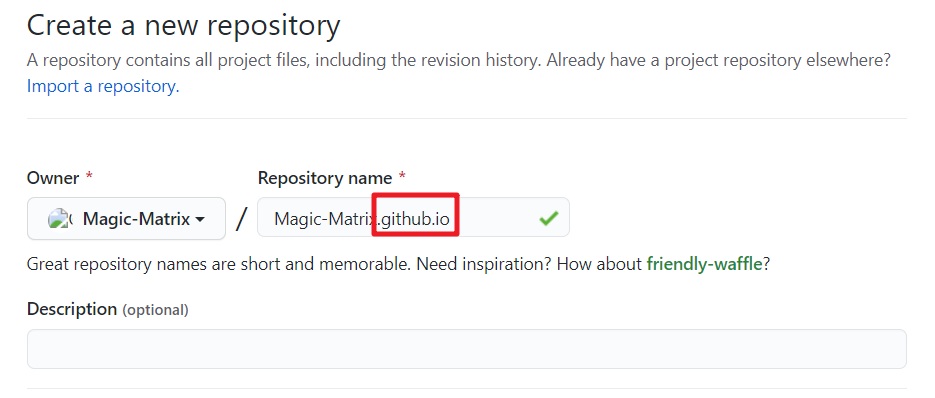 Create a new repository
A repository contains all project files, including the revision history. Already have a project repository elsewhere?
Import a repository.
Owner *
Repository name *
Magic-Matrix
/
Magic-Matrix.github.io
Great repository names are short and memorable. Need inspiration? How about friendly-waffle?
Description (optional)